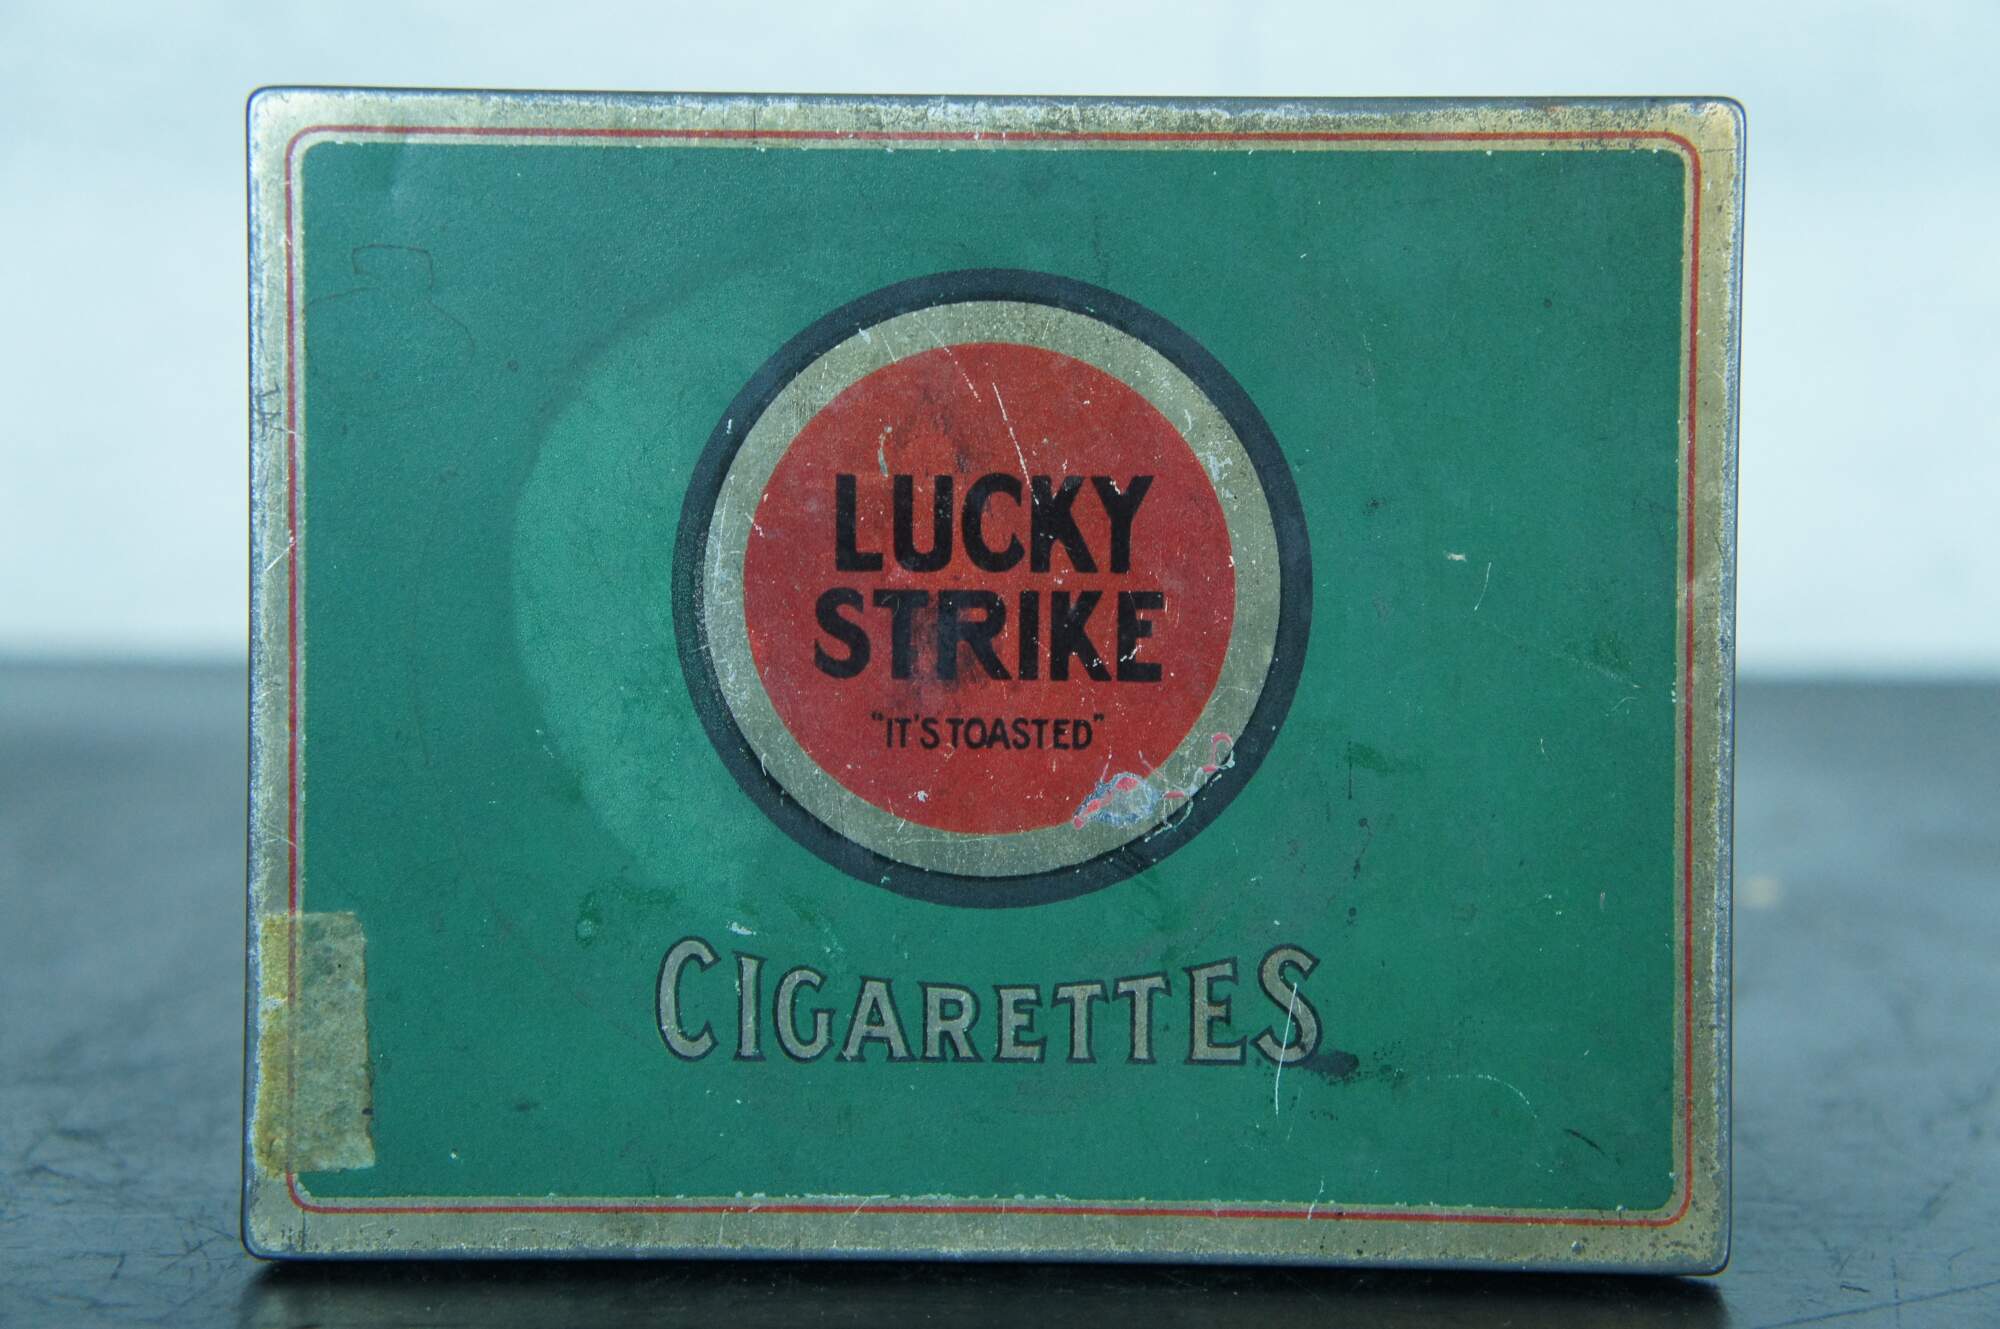 LUCKY
STRIKE
"IT'S TOASTED"
CIGARETTES